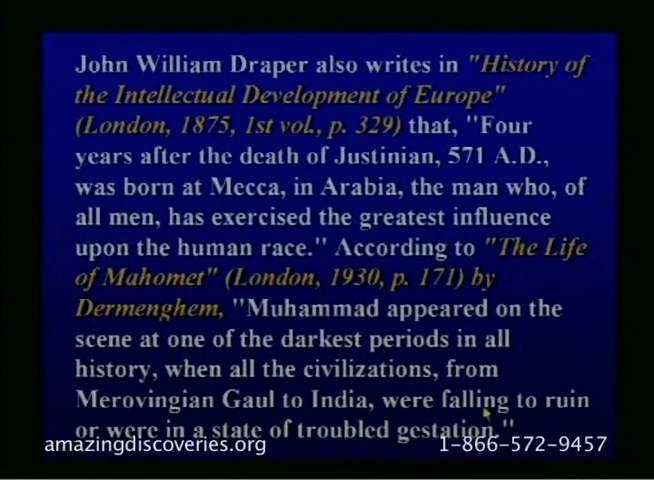 John William Draper also writes in "History of
the Intellectual Development of Europe"
(London, 1875, 1st vol., p. 329) that, "Four
years after the death of Justinian, 571 A.D.,
was born at Mecca, in Arabia, the man who, of
all men, has exercised the greatest influence
upon the human race." According to "The Life
of Mahomet" (London, 1930, p. 171) by
Dermenghem, "Muhammad appeared on the
scene at one of the darkest periods in all
history, when all the civilizations, from
Merovingian Gaul to India, were falling to ruin
or were in a state of troubled gestation."
amazingdiscoveries.org 1-866-572-9457